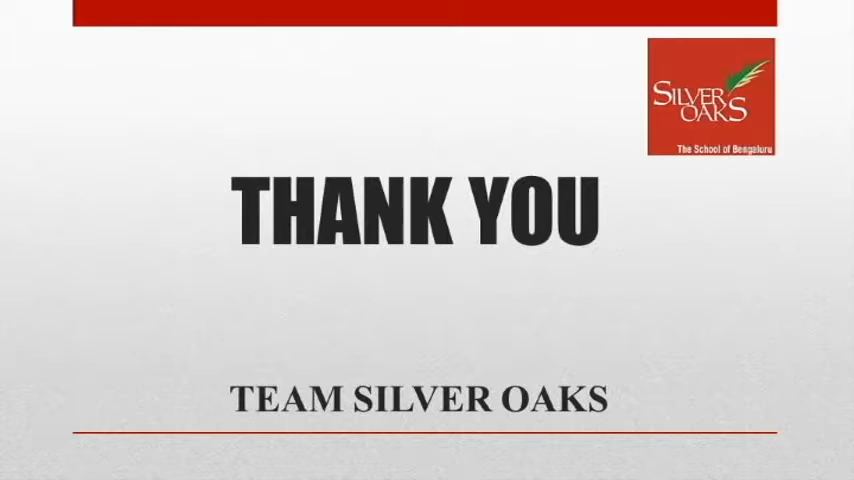 SILVER
OAKS
The School of Bengaluru
THANK YOU
TEAM SILVER OAKS